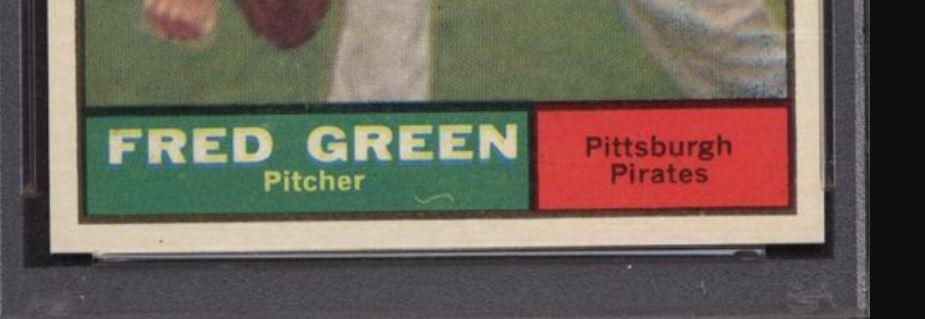 FRED GREEN
Pitcher
Pittsburgh
Pirates